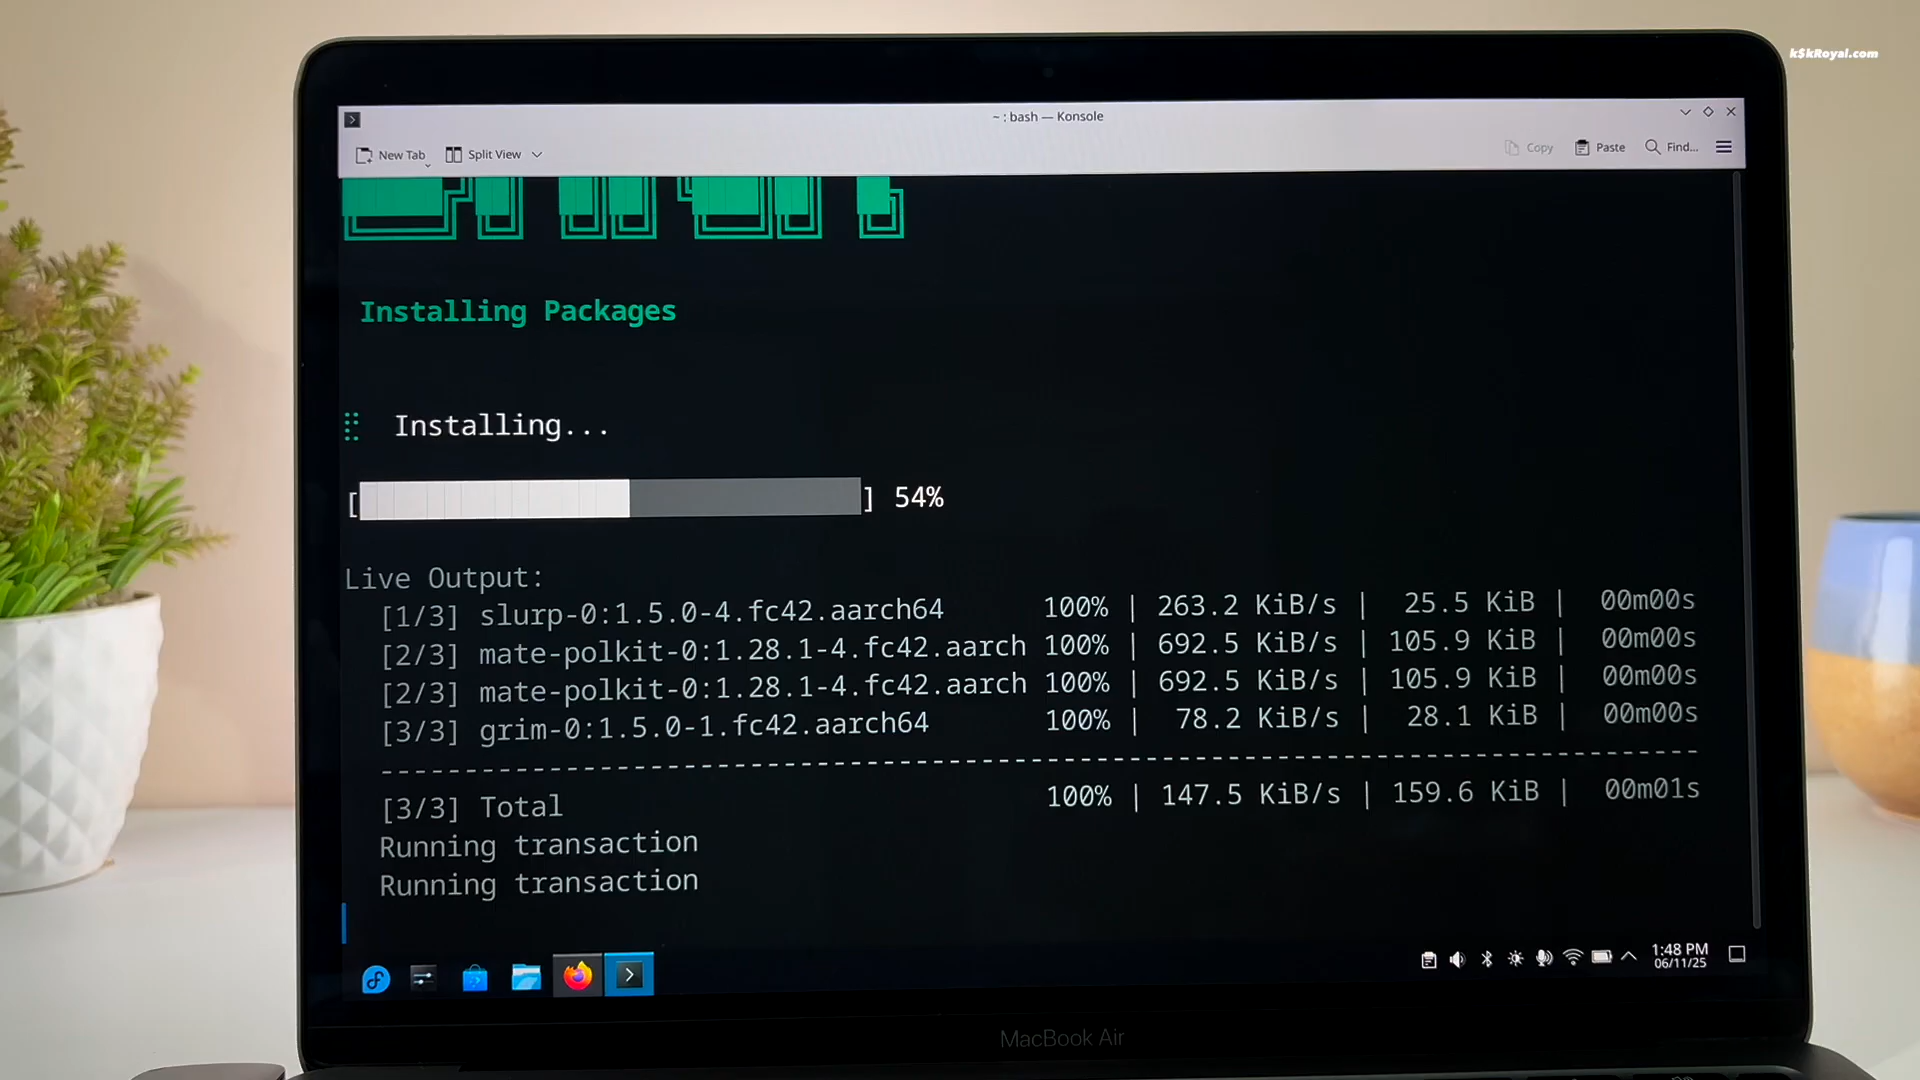 k$kRoyal.com
~ : bash — Konsole
New Tab Split View Copy Paste Find...
Installing Packages
Installing...
[ ] 54%
Live Output:
[1/3] slurp-0:1.5.0-4.fc42.aarch64 100% | 263.2 KiB/s | 25.5 KiB | 00m00s
[2/3] mate-polkit-0:1.28.1-4.fc42.aarch 100% | 692.5 KiB/s | 105.9 KiB | 00m00s
[2/3] mate-polkit-0:1.28.1-4.fc42.aarch 100% | 692.5 KiB/s | 105.9 KiB | 00m00s
[3/3] grim-0:1.5.0-1.fc42.aarch64 100% | 78.2 KiB/s | 28.1 KiB | 00m00s
--------------------------------------------------------------------------------
[3/3] Total 100% | 147.5 KiB/s | 159.6 KiB | 00m01s
Running transaction
Running transaction
1:48 PM
06/11/25
MacBook Air